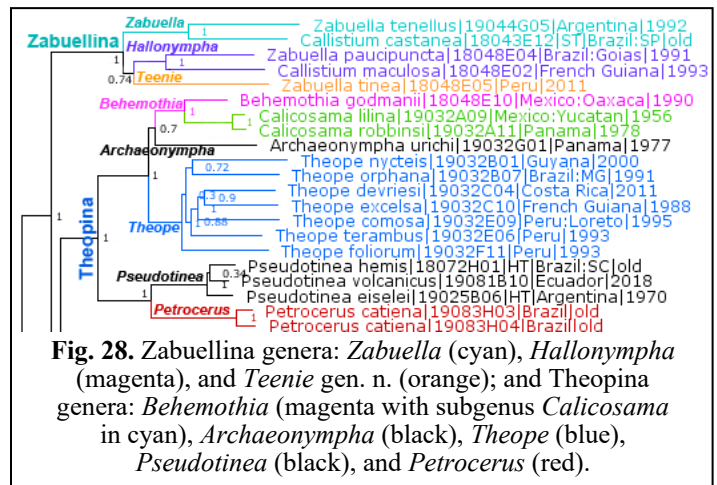 Zabuella
Zabuella tenellus|19044G05|Argentina|1992
Zabuellina
1
Callistium castanea|18043E12|ST|Brazil:SP|old
Hallonympha
Zabuella paucipuncta|18048E04|Brazil:Goias|1991
1
1
Callistium maculosa|18048E02|French Guiana|1993
0.74
Teenie
Zabuella tinea|18048E05|Peru|2011
Behemothia
1
Behemothia godmanii|18048E10|Mexico:Oaxaca|1990
Calicosama lilina|19032A09|Mexico:Yucatan|1956
1
0.7
Calicosama robbinsi|19032A11|Panama|1978
Archaeonympha
Archaeonympha urichi|19032G01|Panama|1977
Theope nycteis|19032B01|Guyana|2000
0.72
1
Theope orphana|19032B07|Brazil:MG|1991
Theope devriesi|19032C04|Costa Rica|2011
0.3
0.9
Theope excelsa|19032C10|French Guiana|1988
1
Theopina
Theope comosa|19032E09|Peru:Loreto|1995
1
0.88
Theope
Theope terambus|19032E06|Peru|1993
1
Theope foliorum|19032F11|Peru|1993
Pseudotinea hemis|18072H01|HT|Brazil:SC|old
Pseudotinea
0.34
Pseudotinea volcanicus|19081B10|Ecuador|2018
1
1
Pseudotinea eiselei|19025B06|HT|Argentina|1970
Petrocerus
Petrocerus catiena|19083H03|Brazil|old
1
Petrocerus catiena|19083H04|Brazil|old
Fig. 28. Zabuellina genera: Zabuella (cyan), Hallonympha
(magenta), and Teenie gen. n. (orange); and Theopina
genera: Behemothia (magenta with subgenus Calicosama
in cyan), Archaeonympha (black), Theope (blue),
Pseudotinea (black), and Petrocerus (red).